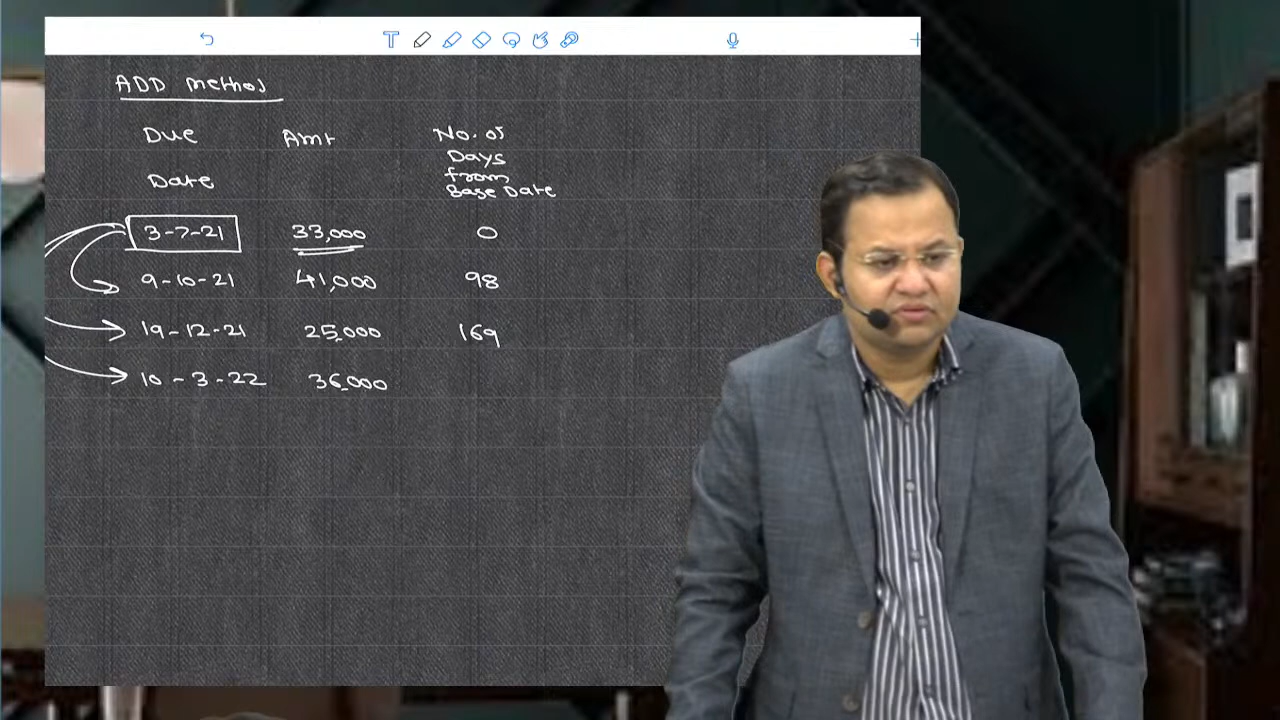 ADD Method
Due Amt No. of
Days
from
Date Base Date
3-7-21 33,000 0
9-10-21 41,000 98
19-12-21 25,000 169
10-3-22 36,000